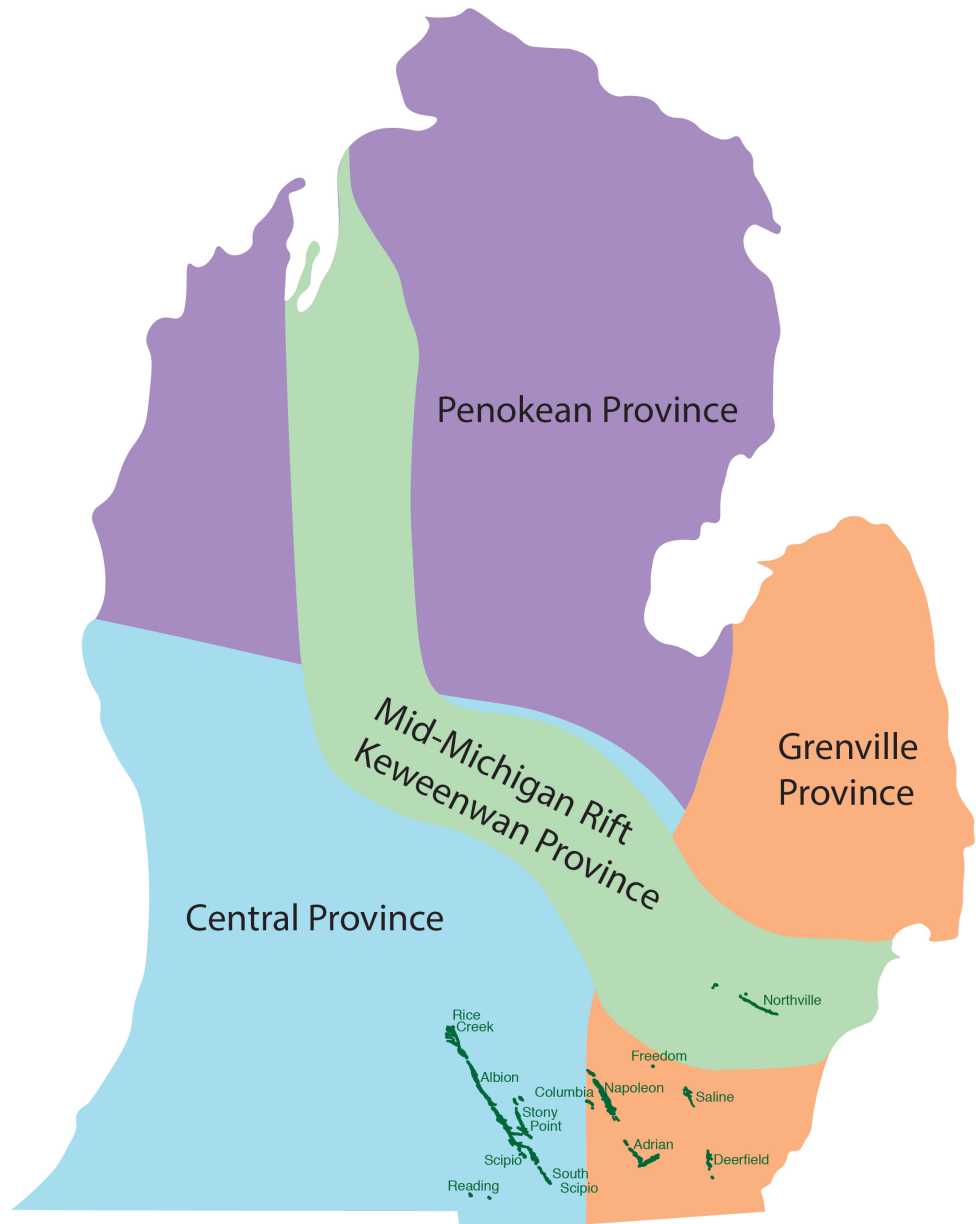 Penokean Province
Mid-Michigan Rift
Keweenwan Province
Grenville
Province
Central Province
Northville
Rice
Creek
Freedom
Albion
Columbia
Napoleon
Saline
Stony
Point
Adrian
Scipio
Deerfield
South
Scipio
Reading